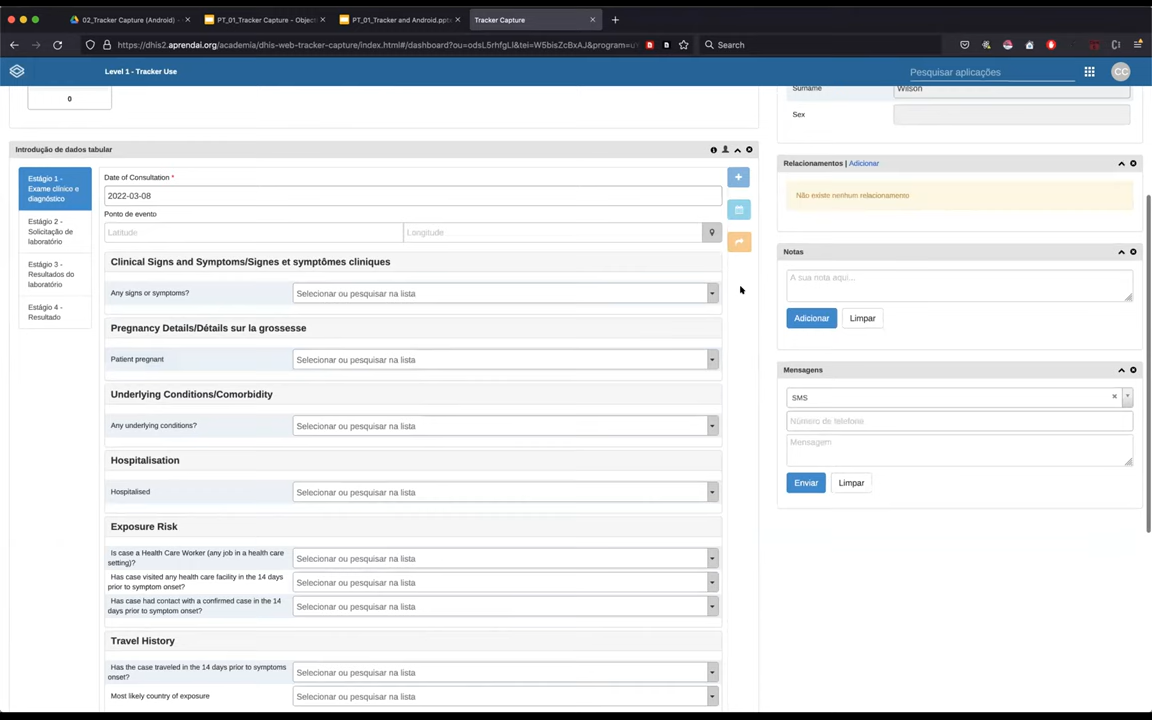 02_Tracker Capture (Android) -
PT_01_Tracker Capture - Object
PT_01_Tracker and Android.ppt
Tracker Capture
https://dhis2.aprendai.org/academia/dhis-web-tracker-capture/index.html#/dashboard?ou=odsL5rhfgLI&tei=W5bisZcBxAJ&program=u
Search
Level 1 - Tracker Use
Pesquisar aplicações
CC
0
Surname
Wilson
Sex
Introdução de dados tabular
Relacionamentos | Adicionar
Não existe nenhum relacionamento
Estágio 1 -
Exame clínico e
diagnóstico
Estágio 2 -
Solicitação de
laboratório
Estágio 3 -
Resultados do
laboratório
Estágio 4 -
Resultado
Date of Consultation *
2022-03-08
Ponto de evento
Latitude
Longitude
Clinical Signs and Symptoms/Signes et symptômes cliniques
Any signs or symptoms?
Selecionar ou pesquisar na lista
Pregnancy Details/Détails sur la grossesse
Patient pregnant
Selecionar ou pesquisar na lista
Underlying Conditions/Comorbidity
Any underlying conditions?
Selecionar ou pesquisar na lista
Hospitalisation
Hospitalised
Selecionar ou pesquisar na lista
Exposure Risk
Is case a Health Care Worker (any job in a health care
setting)?
Selecionar ou pesquisar na lista
Has case visited any health care facility in the 14 days
prior to symptom onset?
Selecionar ou pesquisar na lista
Has case had contact with a confirmed case in the 14
days prior to symptom onset?
Selecionar ou pesquisar na lista
Travel History
Has the case traveled in the 14 days prior to symptoms
onset?
Selecionar ou pesquisar na lista
Most likely country of exposure
Selecionar ou pesquisar na lista
Notas
A sua nota aqui...
Adicionar
Limpar
Mensagens
SMS
Número de telefone
Mensagem
Enviar
Limpar